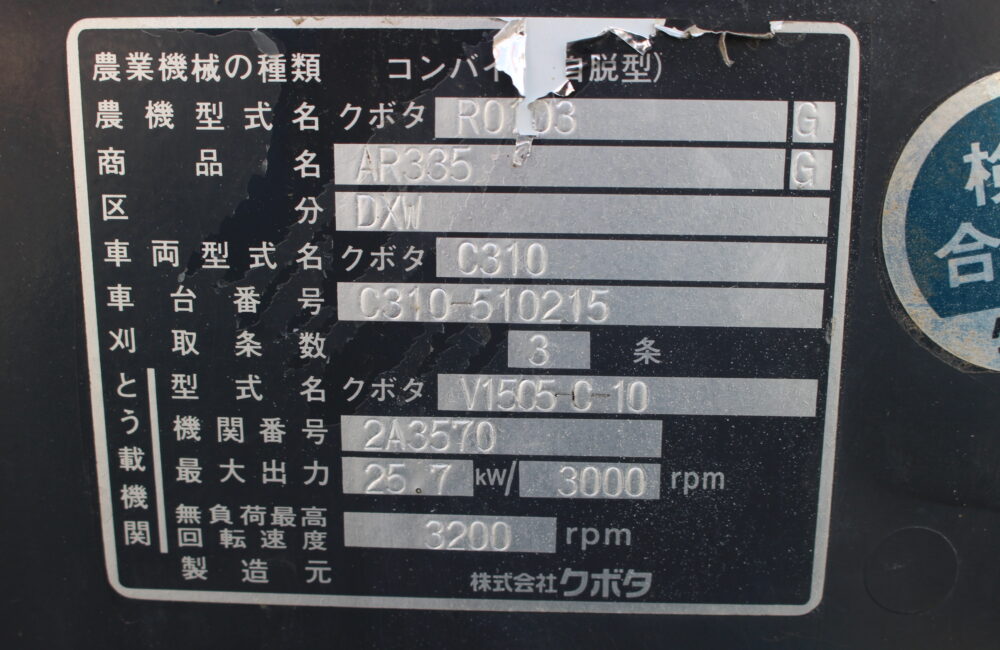 農業機械の種類 コンバイ 自脱型)
農機型式名 クボタ RO103 G
商品名 AR335 G
区分 DXW
車両型式名 クボタ C310
車台番号 C310-510215
刈取条数 3 条
とう載機関
型式名 クボタ V1505-C-10
機関番号 2A3570
最大出力 25.7 kW/ 3000 rpm
無負荷最高回転速度 3200 rpm
製造元 株式会社クボタ
合